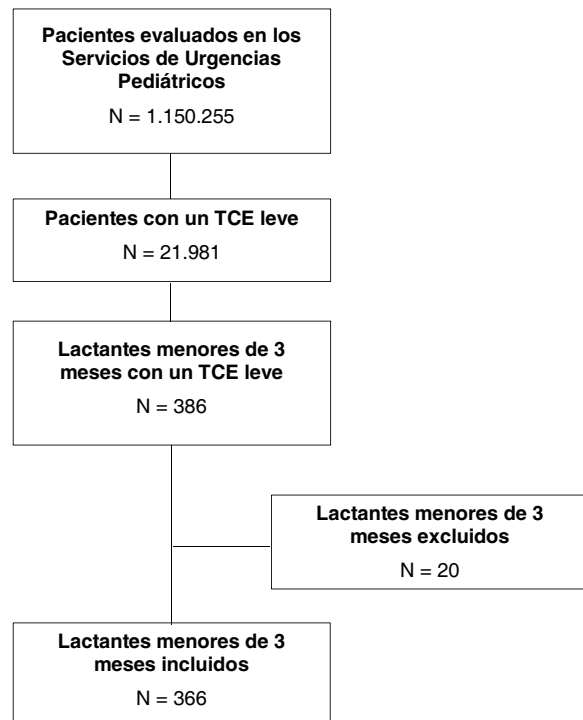 Pacientes evaluados en los
Servicios de Urgencias
Pediátricos
N = 1.150.255
Pacientes con un TCE leve
N = 21.981
Lactantes menores de 3
meses con un TCE leve
N = 386
Lactantes menores de 3
meses excluidos
N = 20
Lactantes menores de 3
meses incluidos
N = 366